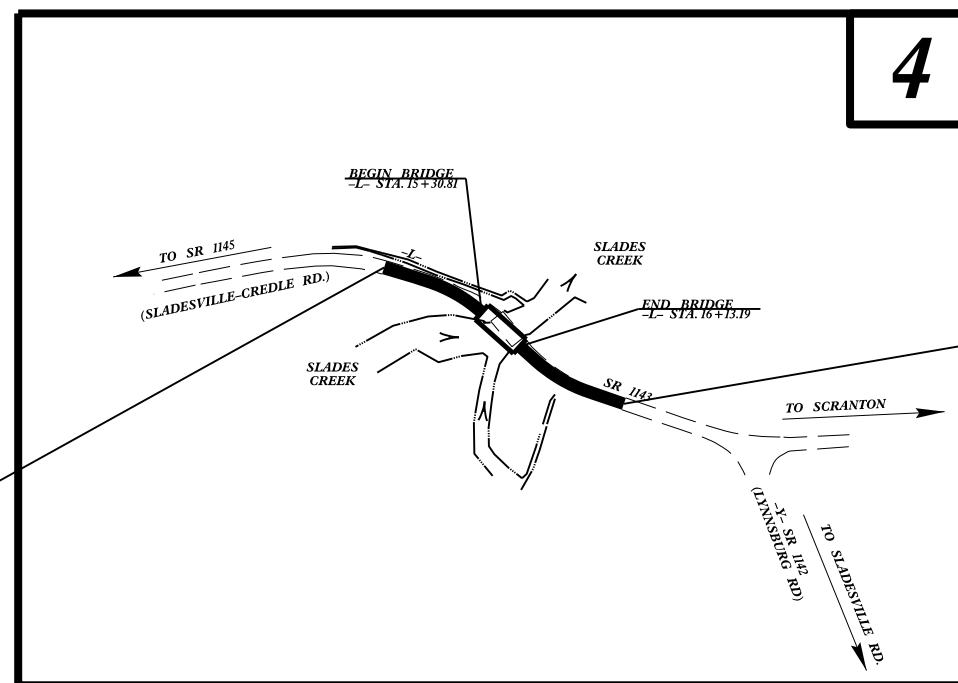 4
BEGIN BRIDGE
-L- STA. 15+30.81
TO SR 1145
(SLADESVILLE-CREDLE RD.)
-L-
SLADES
CREEK
END BRIDGE
-L- STA. 16+13.19
SLADES
CREEK
SR 1143
TO SCRANTON
-Y- SR 1142
(LYNNSBURG RD)
TO SLADESVILLE RD.